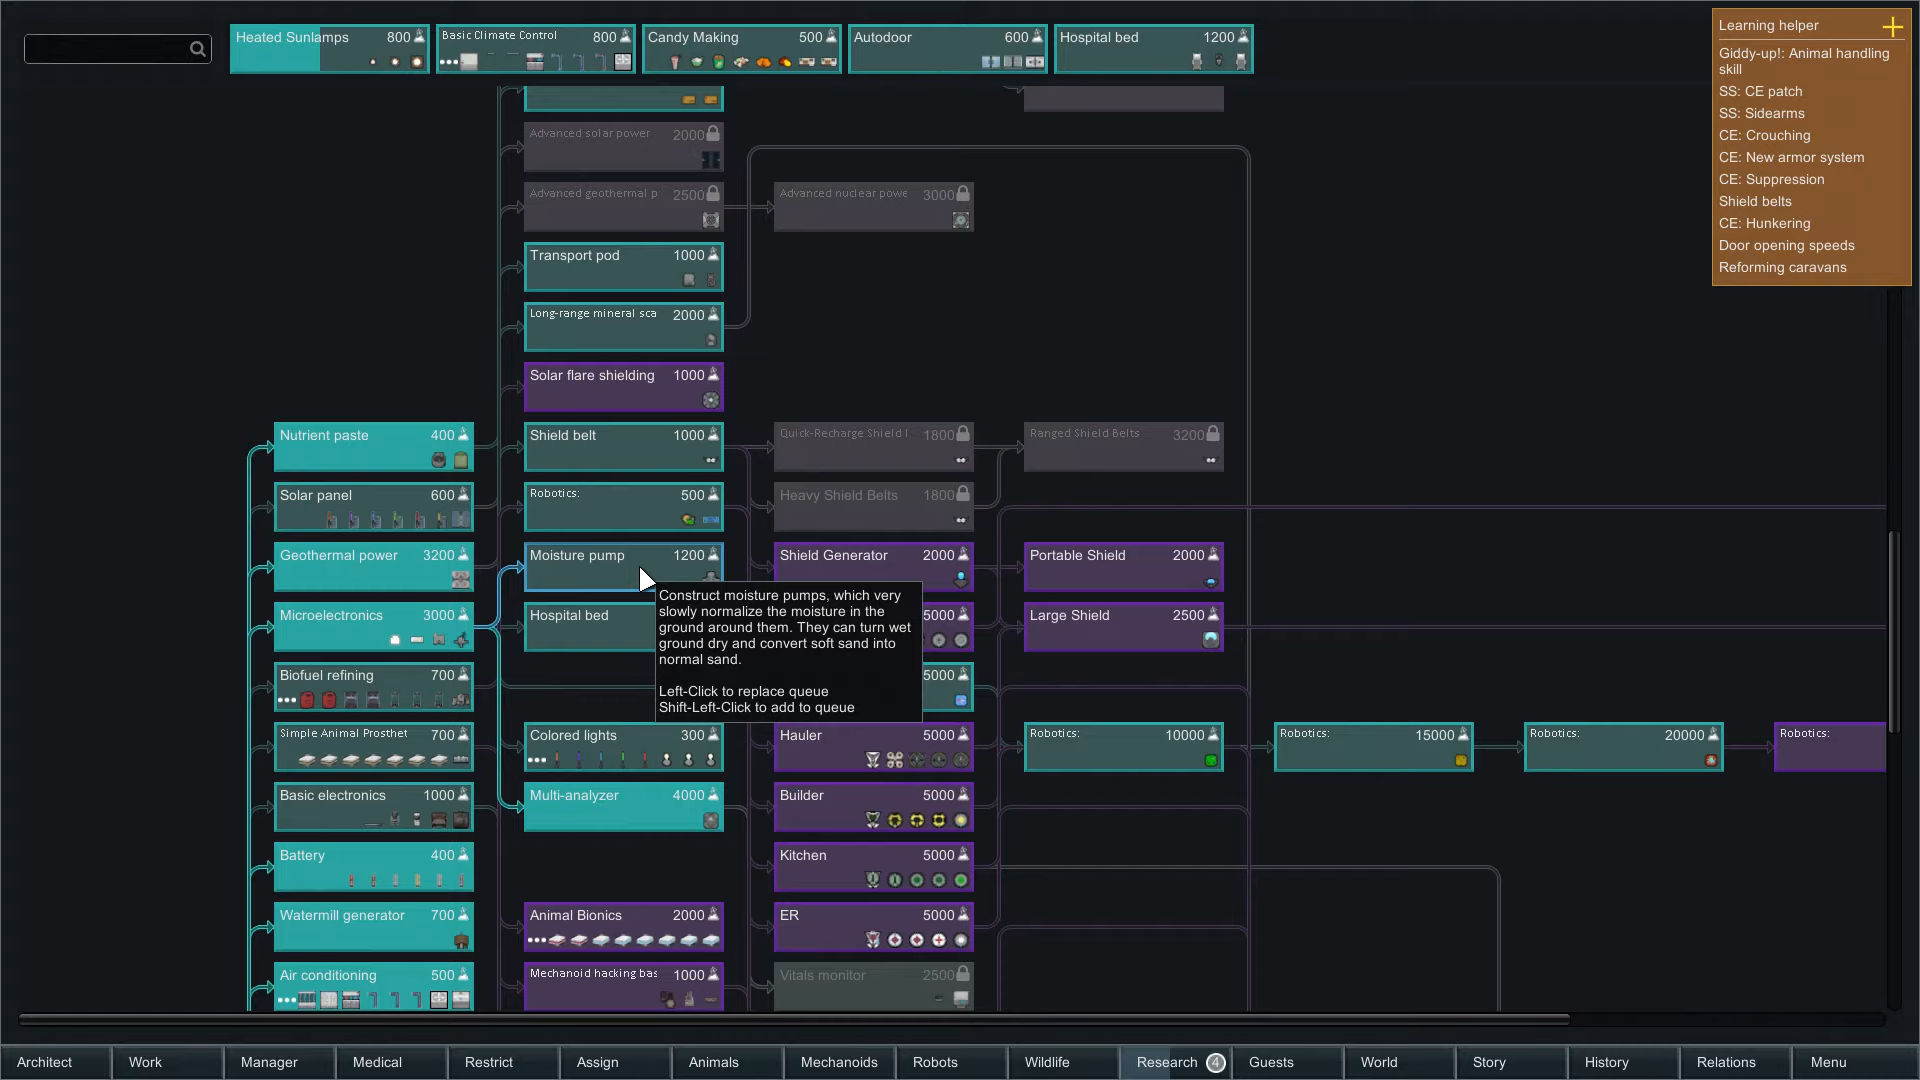 Heated Sunlamps 800
Basic Climate Control 800
Candy Making 500
Autodoor 600
Hospital bed 1200
Learning helper
Giddy-up!: Animal handling
skill
SS: CE patch
SS: Sidearms
CE: Crouching
CE: New armor system
CE: Suppression
Shield belts
CE: Hunkering
Door opening speeds
Reforming caravans
Advanced solar power 2000
Advanced geothermal p 2500
Advanced nuclear powe 3000
Transport pod 1000
Long-range mineral sca 2000
Solar flare shielding 1000
Nutrient paste 400
Shield belt 1000
Quick-Recharge Shield 1800
Ranged Shield Belts 3200
Solar panel 600
Robotics: 500
Heavy Shield Belts 1800
Geothermal power 3200
Moisture pump 1200
Shield Generator 2000
Portable Shield 2000
Construct moisture pumps, which very
slowly normalize the moisture in the
ground around them. They can turn wet
ground dry and convert soft sand into
normal sand.
Left-Click to replace queue
Shift-Left-Click to add to queue
Microelectronics 3000
Hospital bed
5000
Large Shield 2500
Biofuel refining 700
5000
Simple Animal Prosthet 700
Colored lights 300
Hauler 5000
Robotics: 10000
Robotics: 15000
Robotics: 20000
Robotics:
Basic electronics 1000
Multi-analyzer 4000
Builder 5000
Battery 400
Kitchen 5000
Watermill generator 700
Animal Bionics 2000
ER 5000
Air conditioning 500
Mechanoid hacking bas 1000
Vitals monitor 2500
Architect
Work
Manager
Medical
Restrict
Assign
Animals
Mechanoids
Robots
Wildlife
Research 4
Guests
World
Story
History
Relations
Menu